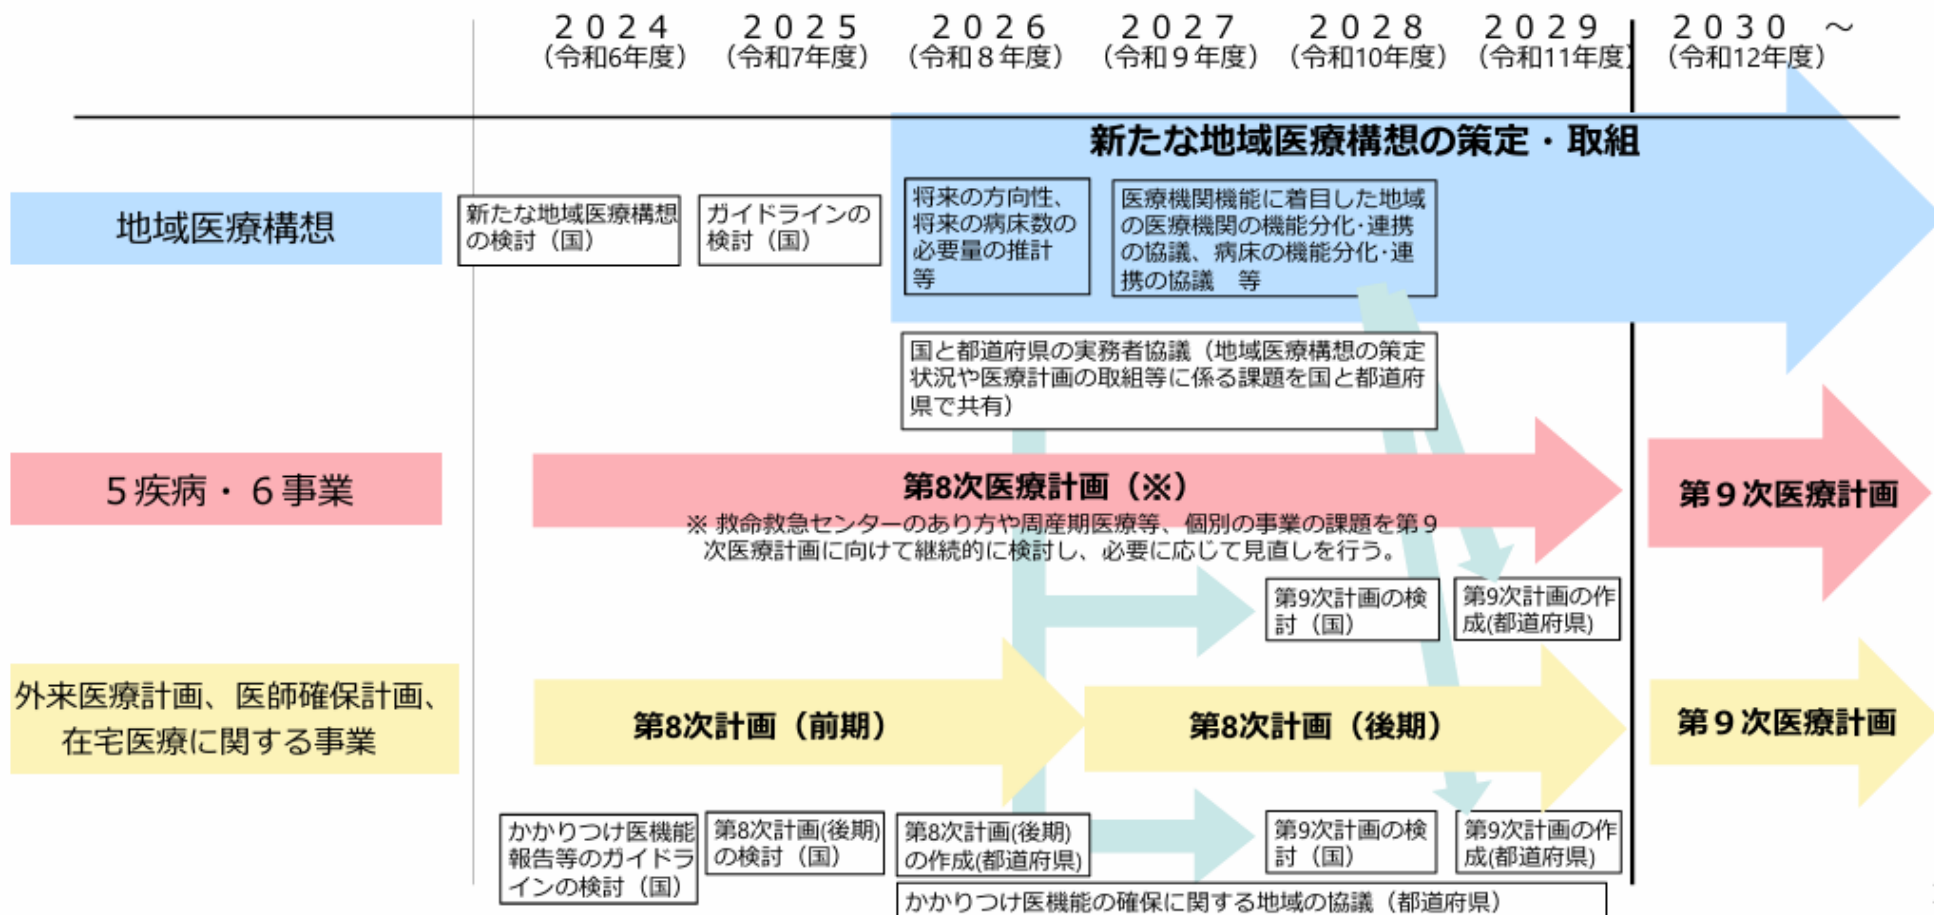 ２０２４ ２０２５ ２０２６ ２０２７ ２０２８ ２０２９ ２０３０ ～
（令和6年度） （令和7年度） （令和８年度） （令和９年度） （令和10年度） （令和11年度） （令和12年度）
新たな地域医療構想の策定・取組
地域医療構想
新たな地域医療構想
の検討（国）
ガイドラインの
検討（国）
将来の方向性、
将来の病床数の
必要量の推計
等
医療機関機能に着目した地域
の医療機関の機能分化･連携
の協議、病床の機能分化･連
携の協議　等
国と都道府県の実務者協議（地域医療構想の策定
状況や医療計画の取組等に係る課題を国と都道府
県で共有）
５疾病・６事業
第8次医療計画（※）
第９次医療計画
※ 救命救急センターのあり方や周産期医療等、個別の事業の課題を第９
次医療計画に向けて継続的に検討し、必要に応じて見直しを行う。
第9次計画の検
討（国）
第9次計画の作
成(都道府県)
外来医療計画、医師確保計画、
在宅医療に関する事業
第8次計画（前期）
第8次計画（後期）
第９次医療計画
かかりつけ医機能
報告等のガイドラ
インの検討（国）
第8次計画(後期)
の検討（国）
第8次計画(後期)
の作成(都道府県)
第9次計画の検
討（国）
第9次計画の作
成(都道府県)
かかりつけ医機能の確保に関する地域の協議（都道府県）